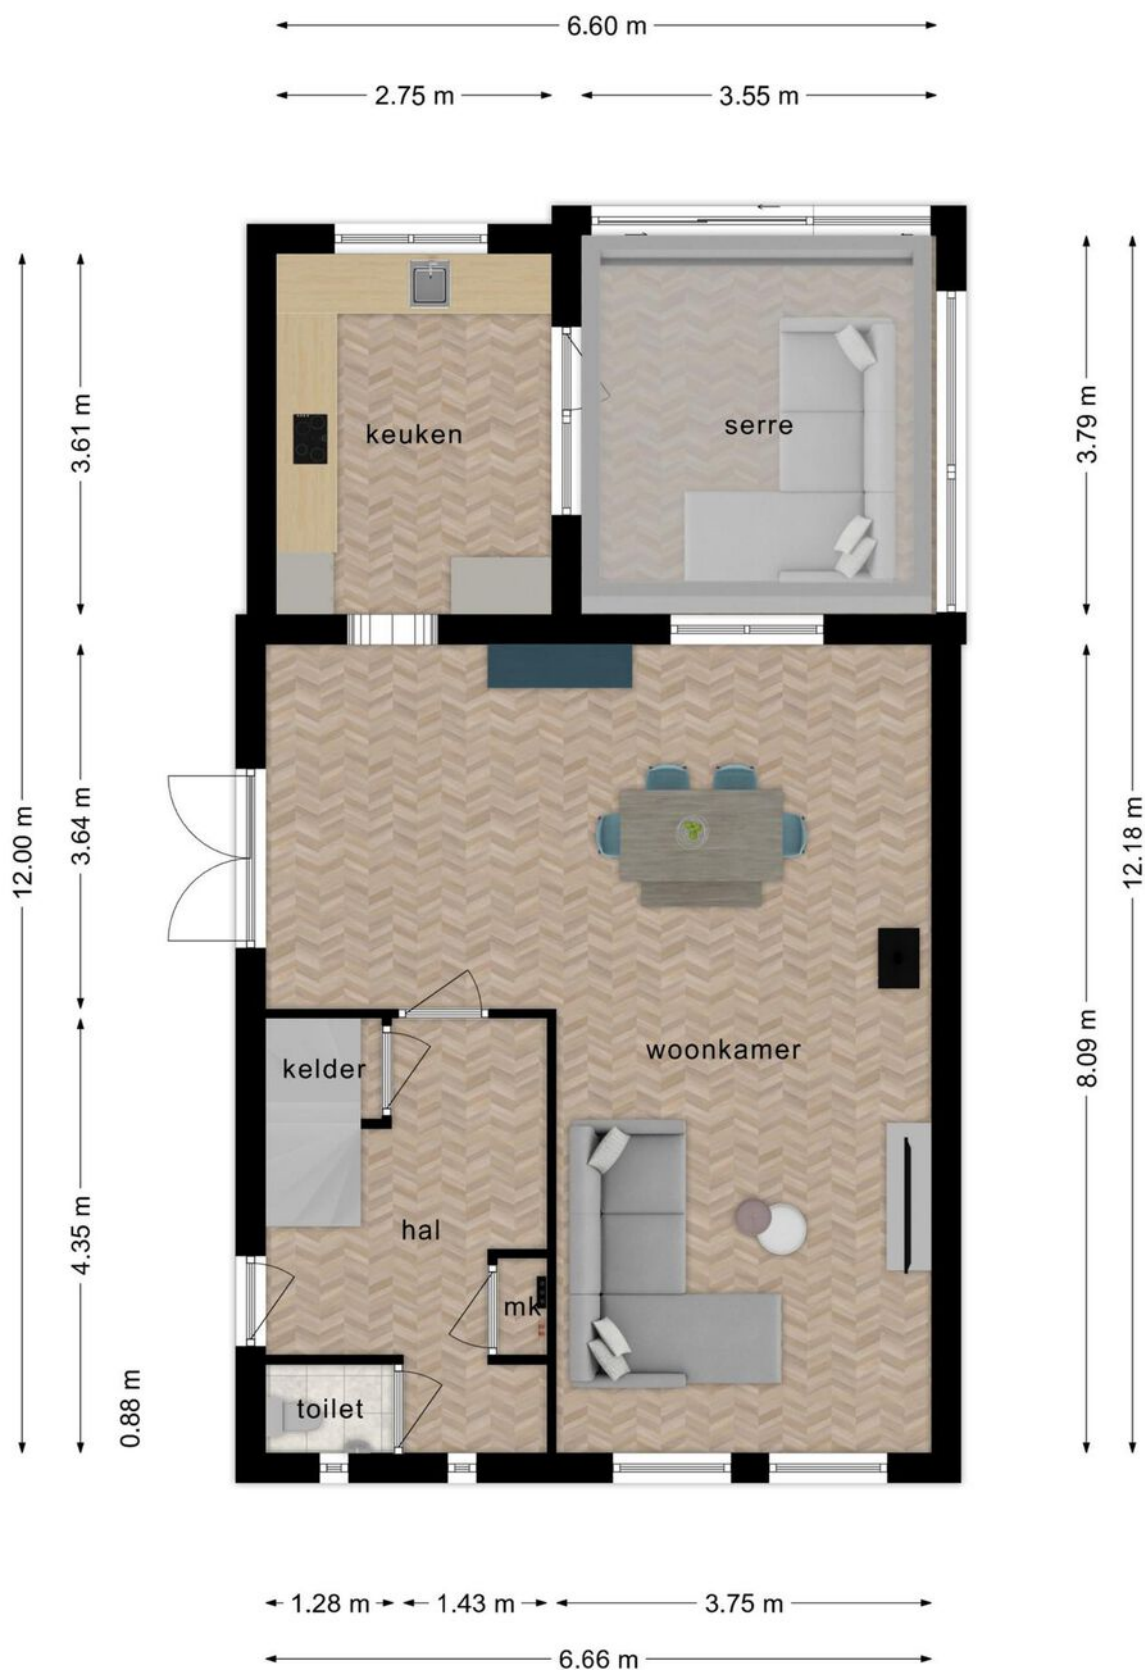 6.60 m
2.75 m
3.55 m
keuken
serre
3.61 m
3.79 m
12.00 m
3.64 m
12.18 m
woonkamer
kelder
8.09 m
4.35 m
hal
mk
toilet
0.88 m
1.28 m
1.43 m
3.75 m
6.66 m